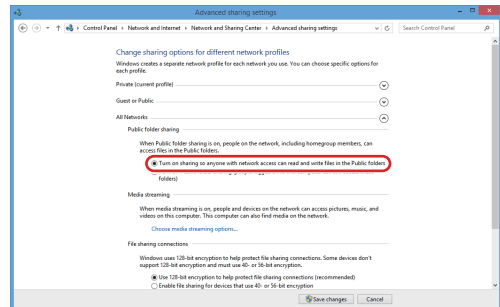 Advanced sharing settings
Control Panel › Network and Internet › Network and Sharing Center › Advanced sharing settings
Search Control Panel
Change sharing options for different network profiles
Windows creates a separate network profile for each network you use. You can choose specific options for
each profile.
Private (current profile)
Guest or Public
All Networks
Public folder sharing
When Public folder sharing is on, people on the network, including homegroup members, can
access files in the Public folders.
Turn on sharing so anyone with network access can read and write files in the Public folders
folders)
Media streaming
When media streaming is on, people and devices on the network can access pictures, music, and
videos on this computer. This computer can also find media on the network.
Choose media streaming options...
File sharing connections
Windows uses 128-bit encryption to help protect file sharing connections. Some devices don't
support 128-bit encryption and must use 40- or 56-bit encryption.
Use 128-bit encryption to help protect file sharing connections (recommended)
Enable file sharing for devices that use 40- or 56-bit encryption
Save changes
Cancel